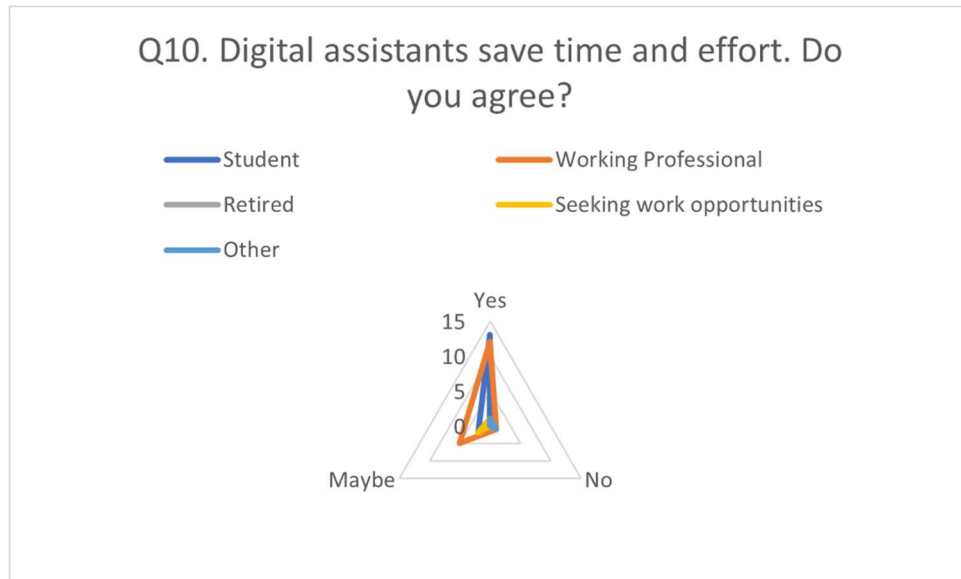 Q10. Digital assistants save time and effort. Do
you agree?
Student
Working Professional
Retired
Seeking work opportunities
Other
Yes
15
10
5
0
Maybe
No